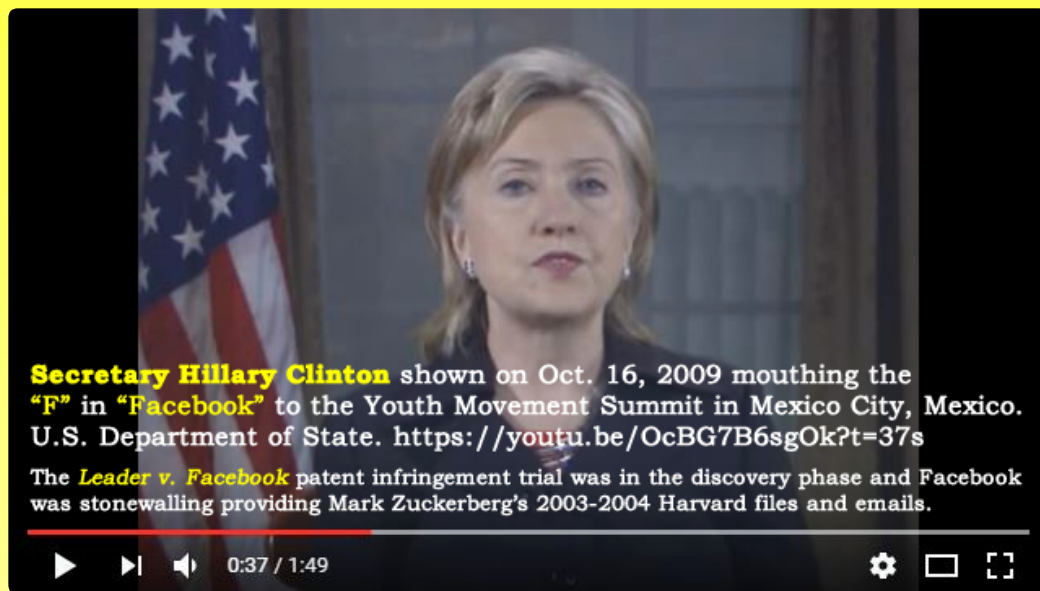 Secretary Hillary Clinton shown on Oct. 16, 2009 mouthing the
“F” in “Facebook” to the Youth Movement Summit in Mexico City, Mexico.
U.S. Department of State. https://youtu.be/OcBG7B6sgOk?t=37s
The Leader v. Facebook patent infringement trial was in the discovery phase and Facebook
was stonewalling providing Mark Zuckerberg’s 2003-2004 Harvard files and emails.
0:37 / 1:49